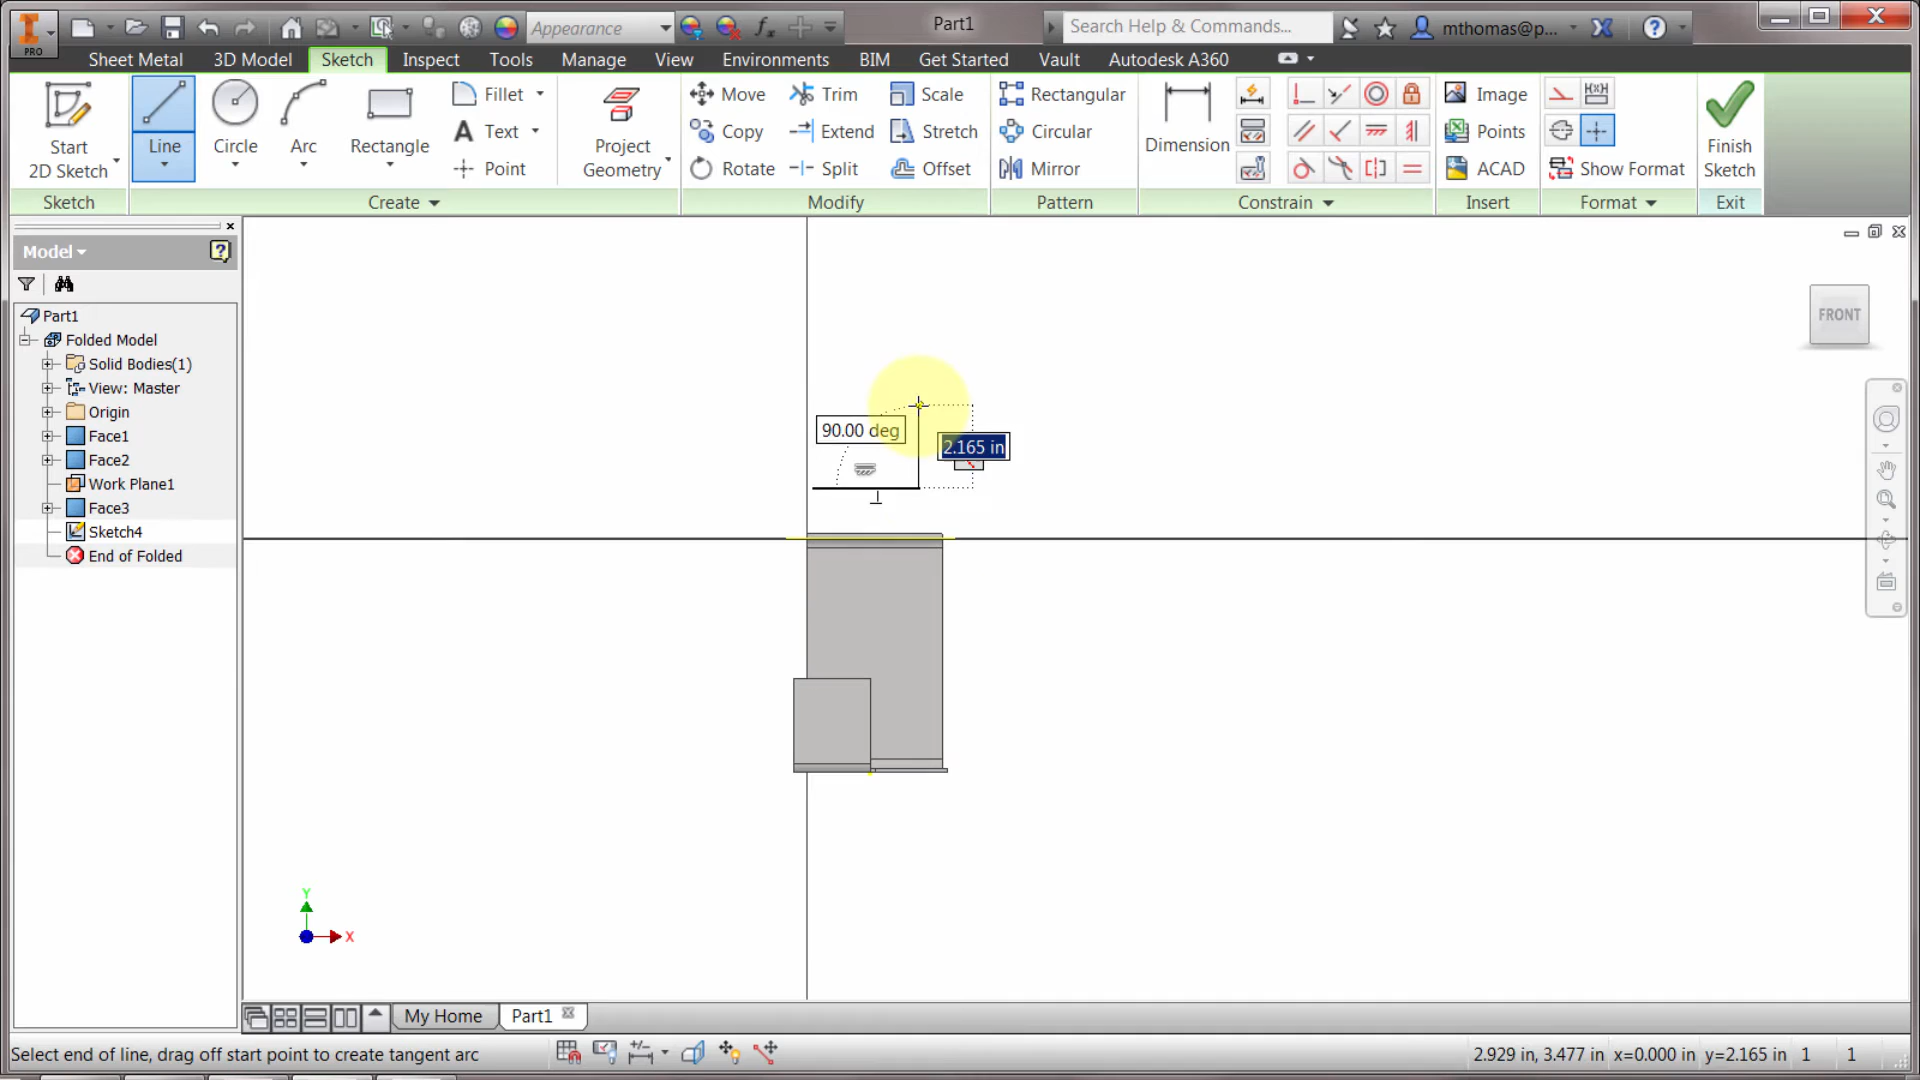 PRO
Appearance
Part1
Search Help & Commands...
mthomas@p...
Sheet Metal
3D Model
Sketch
Inspect
Tools
Manage
View
Environments
BIM
Get Started
Vault
Autodesk A360
Start
2D Sketch
Line
Circle
Arc
Rectangle
Fillet
Text
Point
Project
Geometry
Move
Copy
Rotate
Trim
Extend
Split
Scale
Stretch
Offset
Rectangular
Circular
Mirror
Dimension
Image
Points
ACAD
Show Format
Finish
Sketch
Sketch
Create
Modify
Pattern
Constrain
Insert
Format
Exit
Model
Part1
Folded Model
Solid Bodies(1)
View: Master
Origin
Face1
Face2
Work Plane1
Face3
Sketch4
End of Folded
FRONT
90.00 deg
2.165 in
Y
X
My Home
Part1
Select end of line, drag off start point to create tangent arc
2.929 in, 3.477 in x=0.000 in y=2.165 in 1 1